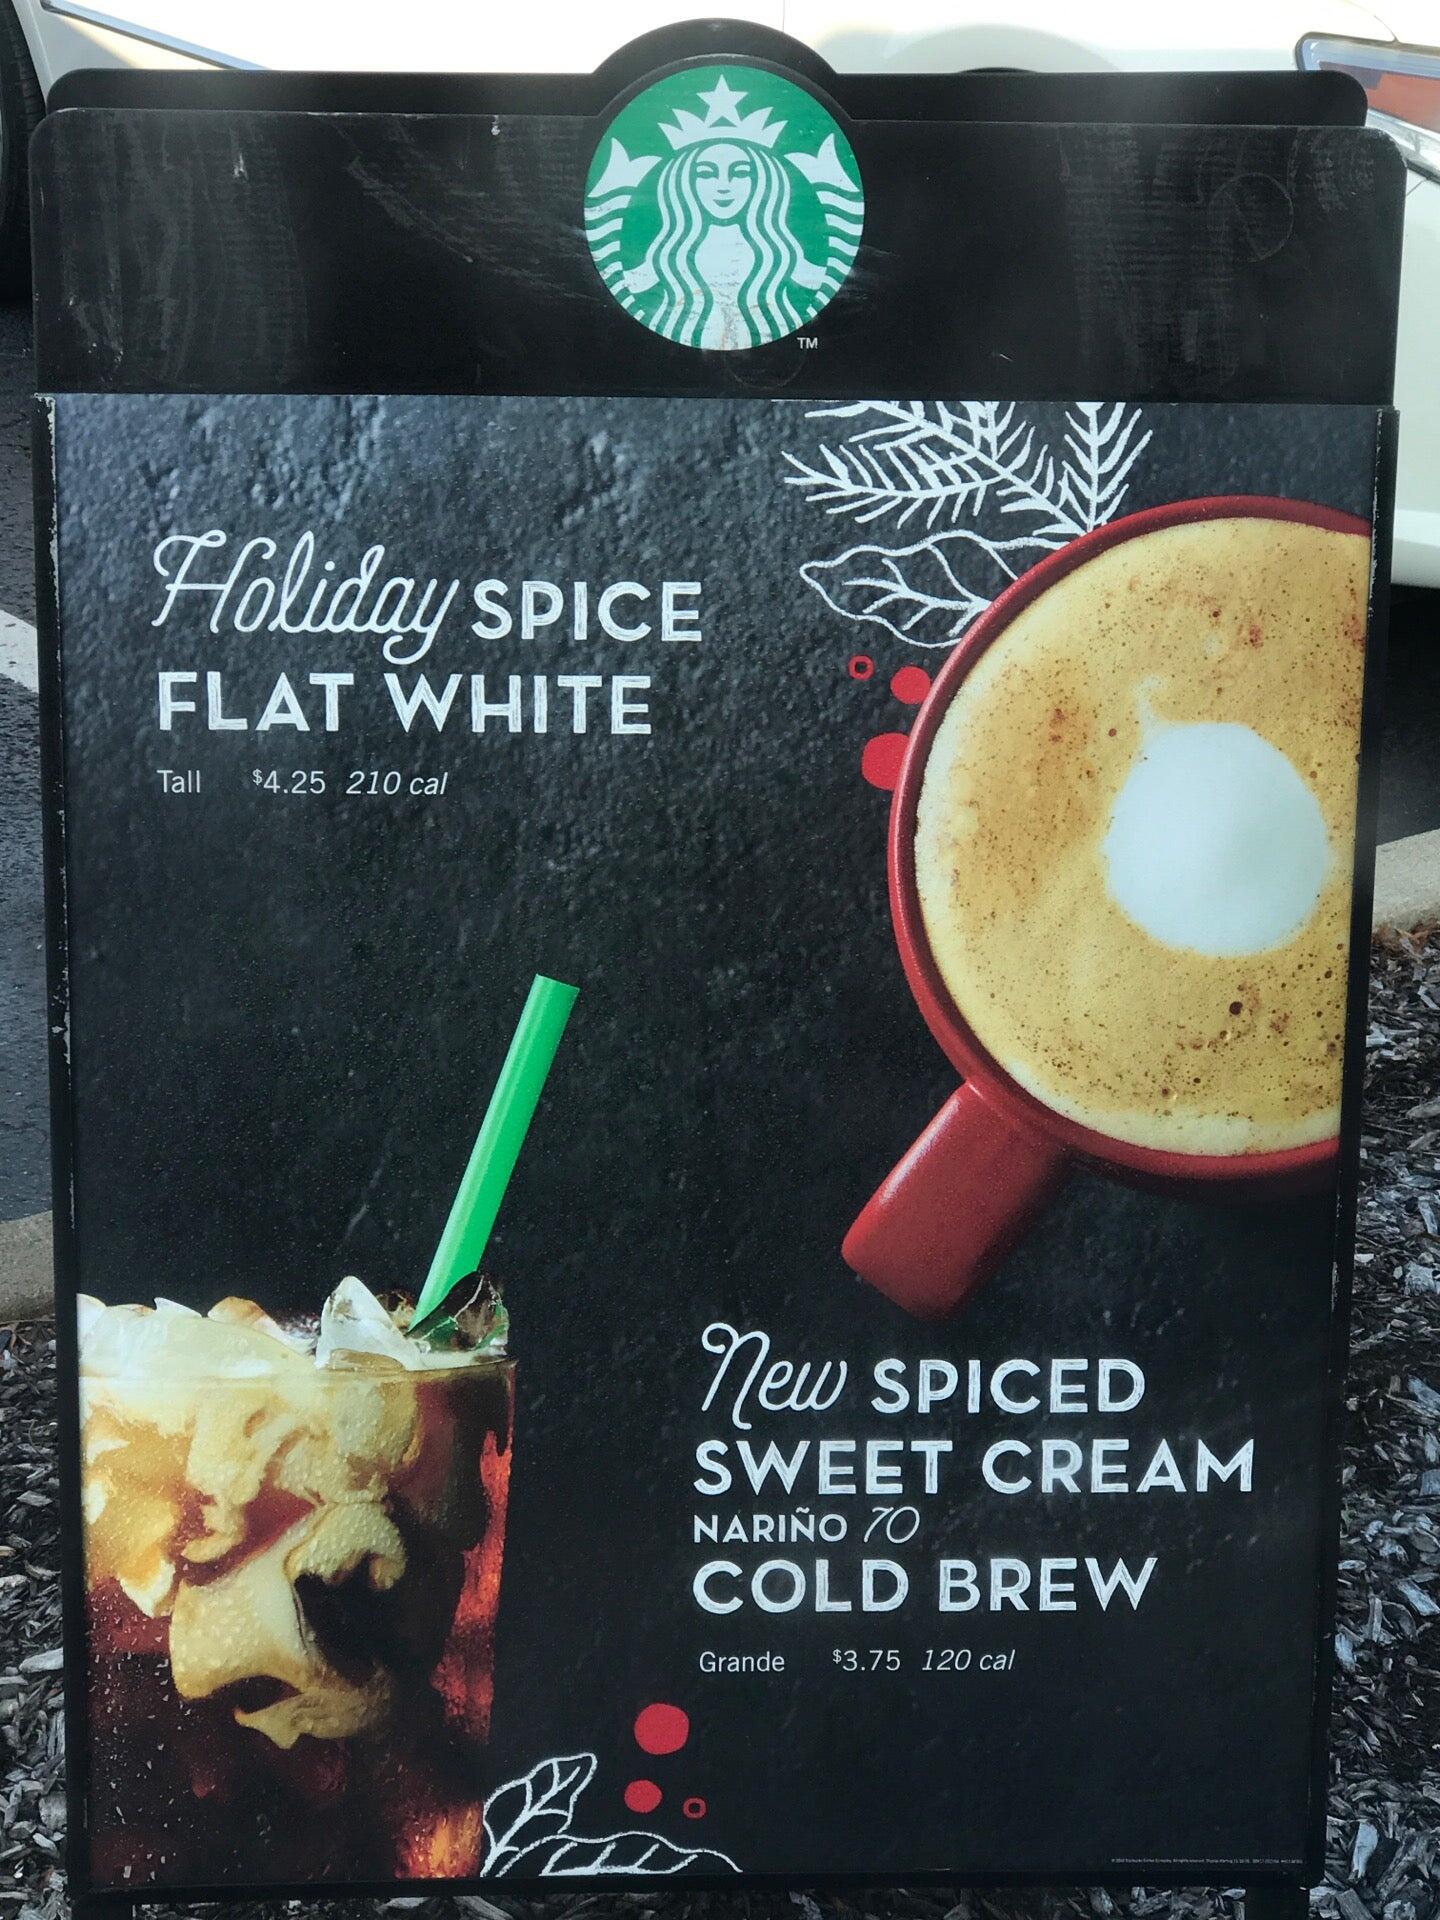 TM
Holiday SPICE
FLAT WHITE
Tall $4.25 210 cal
New SPICED
SWEET CREAM
NARIÑO 70
COLD BREW
Grande $3.75 120 cal